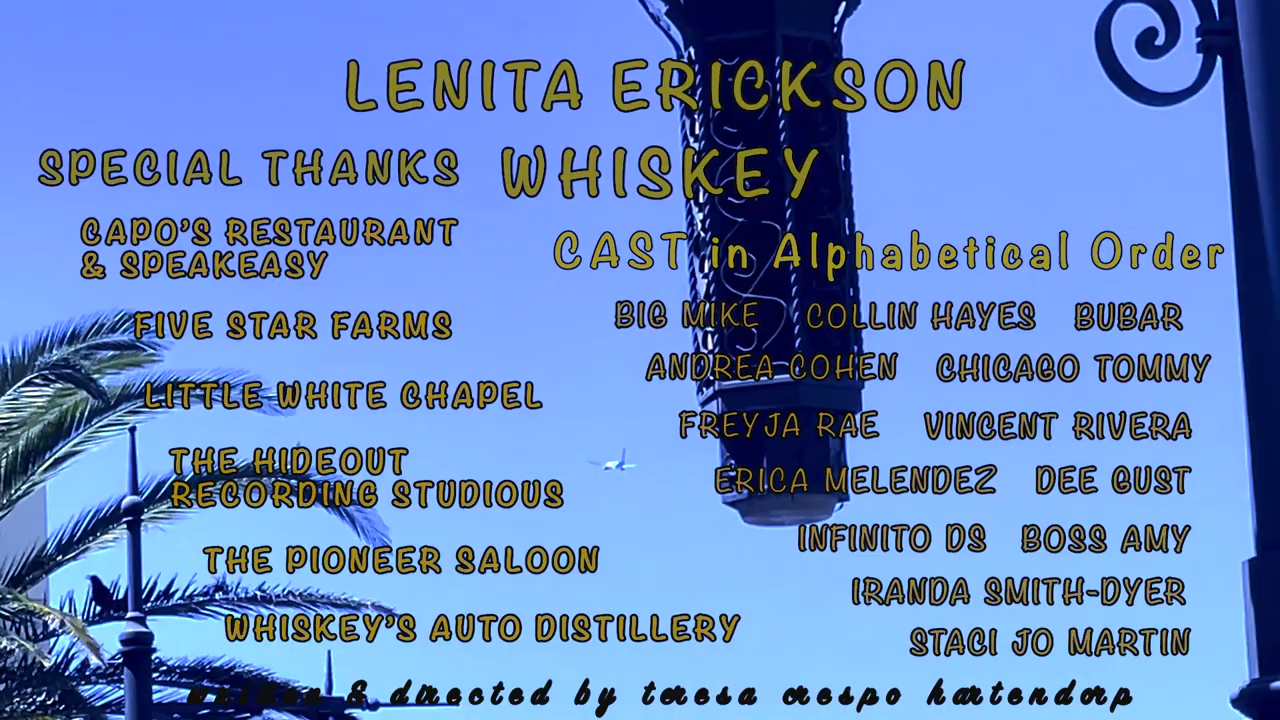 LENITA ERICKSON
WHISKEY
SPECIAL THANKS
CAPO'S RESTAURANT
& SPEAKEASY
FIVE STAR FARMS
LITTLE WHITE CHAPEL
THE HIDEOUT
RECORDING STUDIOUS
THE PIONEER SALOON
WHISKEY'S AUTO DISTILLERY
CAST in Alphabetical Order
BIG MIKE COLLIN HAYES BUBAR
ANDREA COHEN CHICAGO TOMMY
FREYJA RAE VINCENT RIVERA
ERICA MELENDEZ DEE GUST
INFINITO DS BOSS AMY
IRANDA SMITH-DYER
STACI JO MARTIN
written & directed by teresa crespo hartendorp